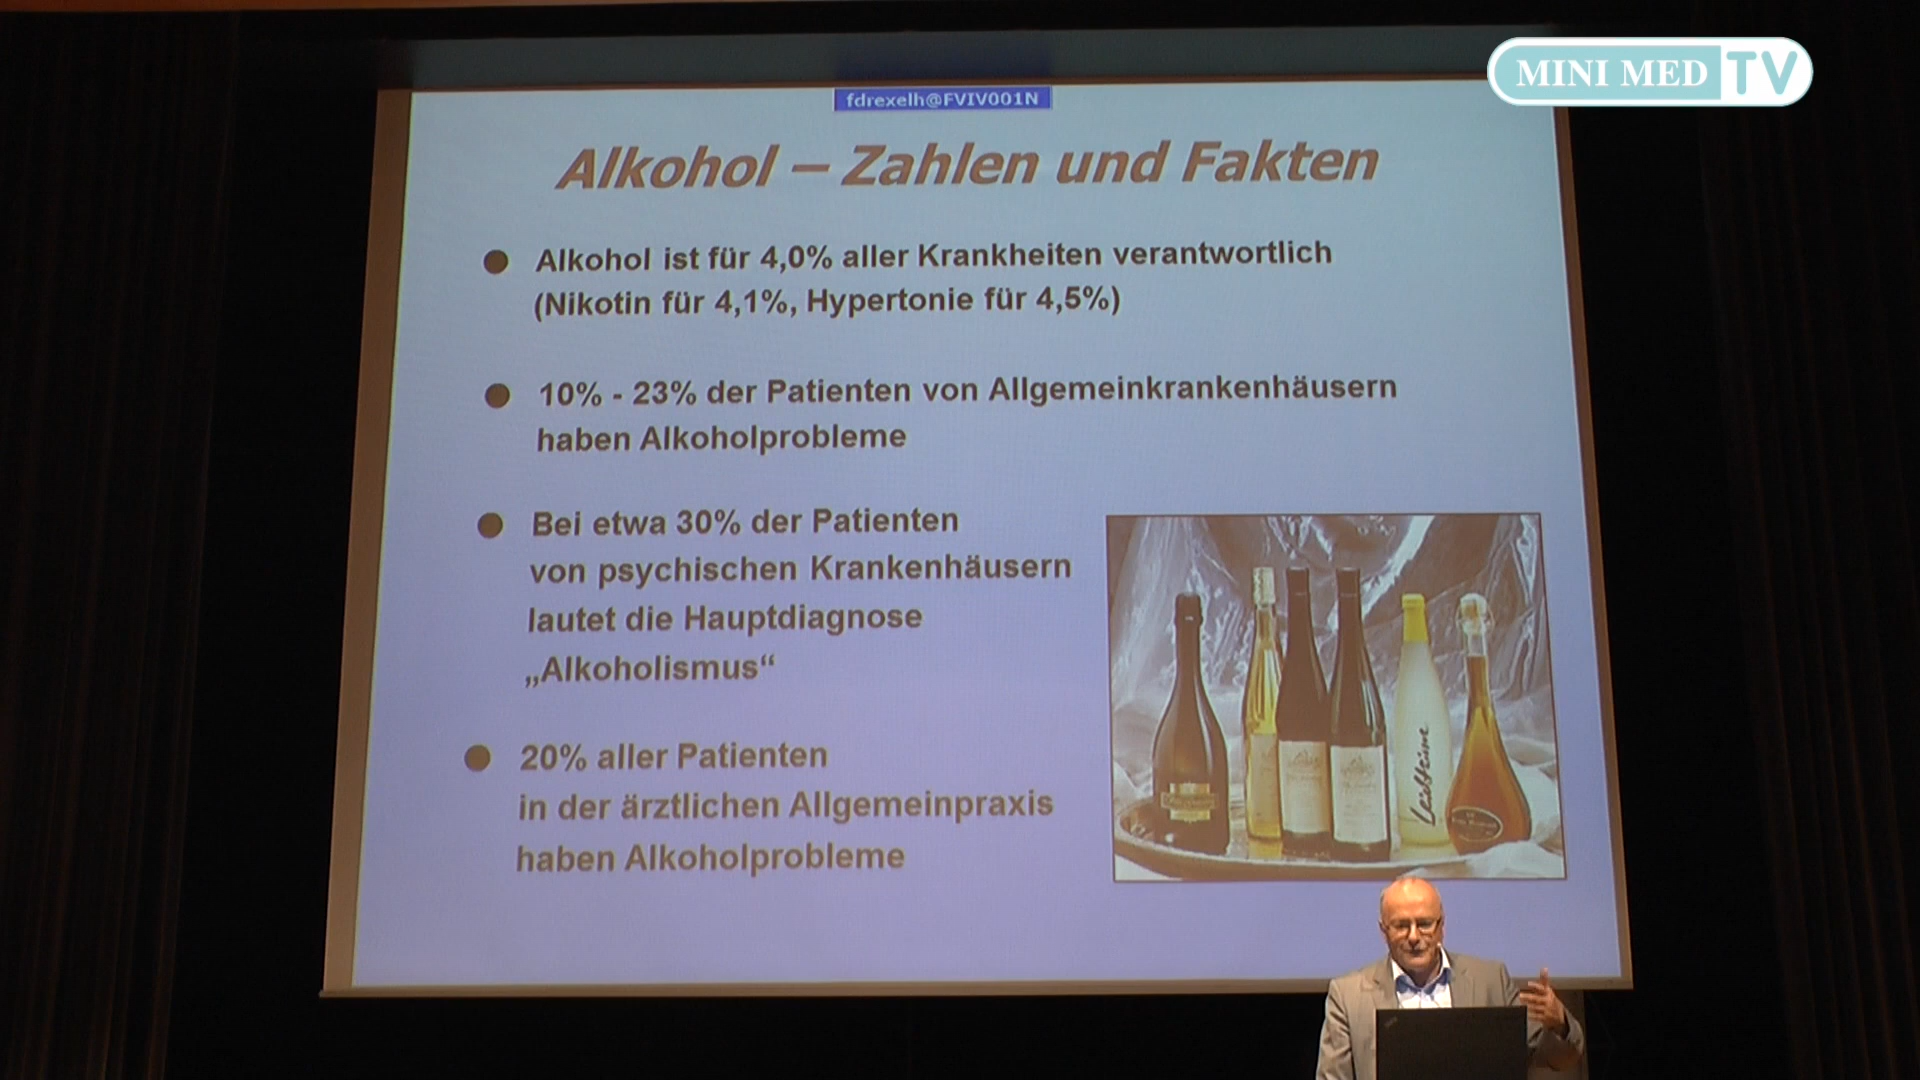 MINI MED TV
fdrexelh@FVIV001N
Alkohol – Zahlen und Fakten
● Alkohol ist für 4,0% aller Krankheiten verantwortlich
(Nikotin für 4,1%, Hypertonie für 4,5%)
● 10% - 23% der Patienten von Allgemeinkrankenhäusern
haben Alkoholprobleme
● Bei etwa 30% der Patienten
von psychischen Krankenhäusern
lautet die Hauptdiagnose
„Alkoholismus“
● 20% aller Patienten
in der ärztlichen Allgemeinpraxis
haben Alkoholprobleme